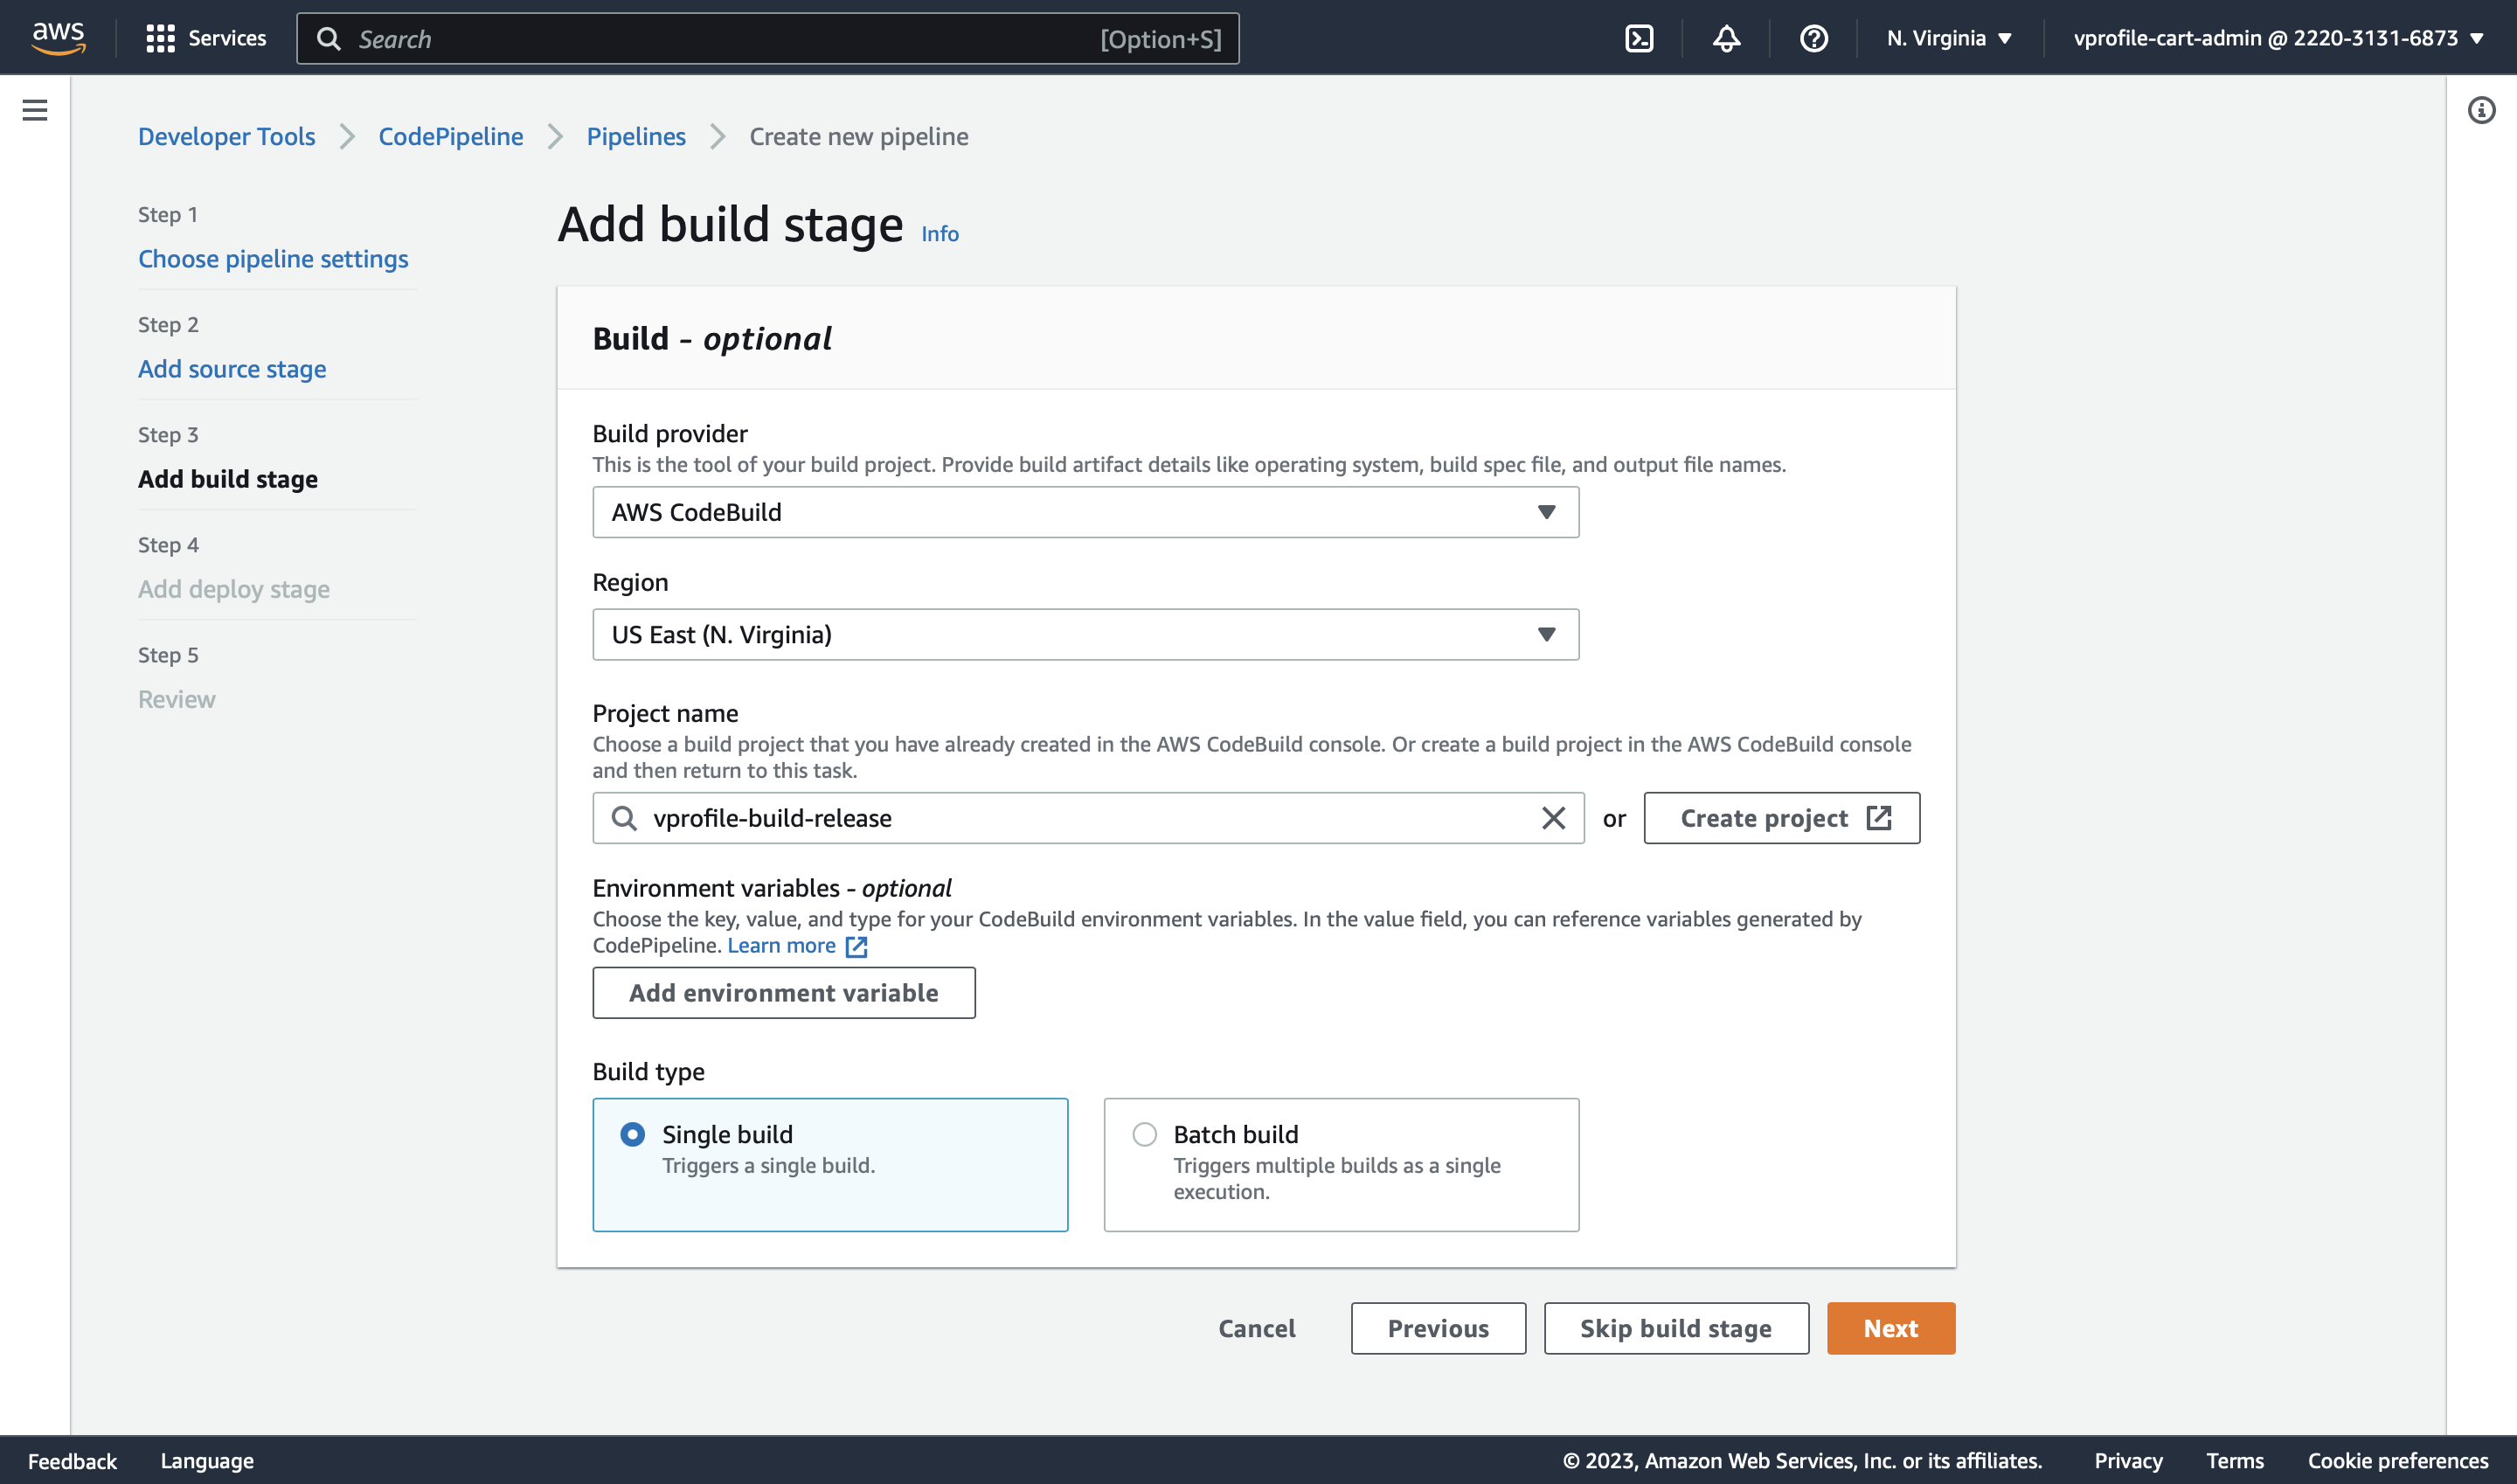 aws
Services
Search
[Option+S]
N. Virginia
vprofile-cart-admin @ 2220-3131-6873
Developer Tools
CodePipeline
Pipelines
Create new pipeline
Step 1
Choose pipeline settings
Step 2
Add source stage
Step 3
Add build stage
Step 4
Add deploy stage
Step 5
Review
Add build stage Info
Build - optional
Build provider
This is the tool of your build project. Provide build artifact details like operating system, build spec file, and output file names.
AWS CodeBuild
Region
US East (N. Virginia)
Project name
Choose a build project that you have already created in the AWS CodeBuild console. Or create a build project in the AWS CodeBuild console
and then return to this task.
vprofile-build-release
or
Create project
Environment variables - optional
Choose the key, value, and type for your CodeBuild environment variables. In the value field, you can reference variables generated by
CodePipeline. Learn more
Add environment variable
Build type
Single build
Triggers a single build.
Batch build
Triggers multiple builds as a single
execution.
Cancel
Previous
Skip build stage
Next
Feedback
Language
© 2023, Amazon Web Services, Inc. or its affiliates.
Privacy
Terms
Cookie preferences